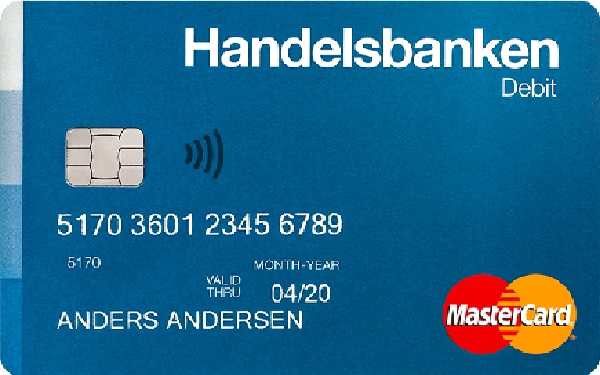 Handelsbanken
Debit
5170 3601 2345 6789
5170
MONTH-YEAR
VALID
THRU
04/20
ANDERS ANDERSEN
MasterCard